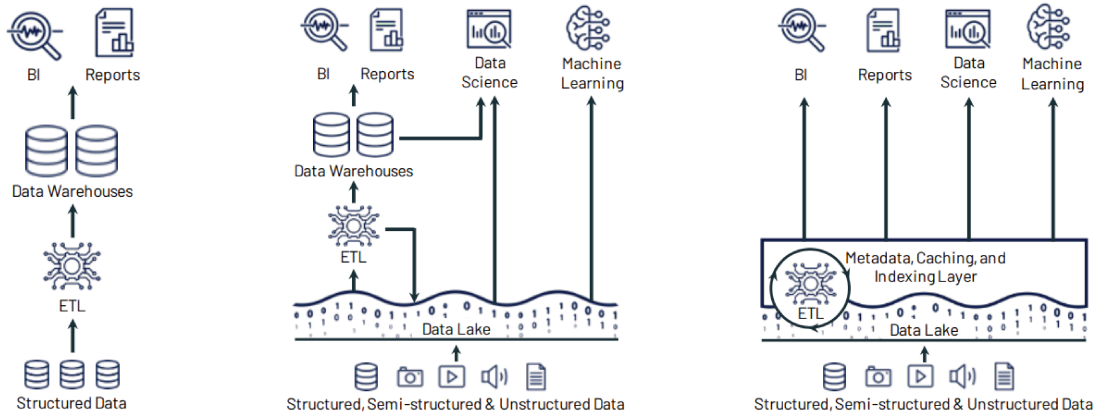 BI
Reports
Data Warehouses
ETL
Structured Data
BI
Reports
Data
Science
Machine
Learning
Data Warehouses
ETL
Data Lake
Structured, Semi-structured & Unstructured Data
BI
Reports
Data
Science
Machine
Learning
Metadata, Caching, and
Indexing Layer
ETL
Data Lake
Structured, Semi-structured & Unstructured Data